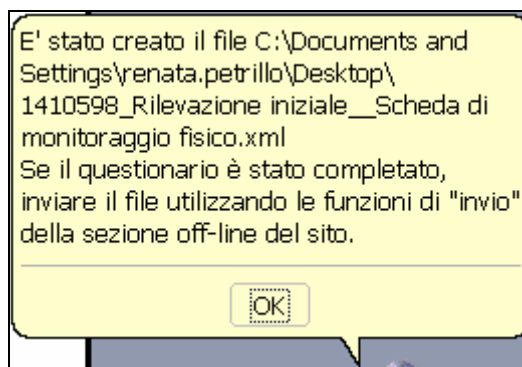 E' stato creato il file C:\Documents and
Settings\renata.petrillo\Desktop\
1410598_Rilevazione iniziale__Scheda di
monitoraggio fisico.xml
Se il questionario è stato completato,
inviare il file utilizzando le funzioni di "invio"
della sezione off-line del sito.
OK